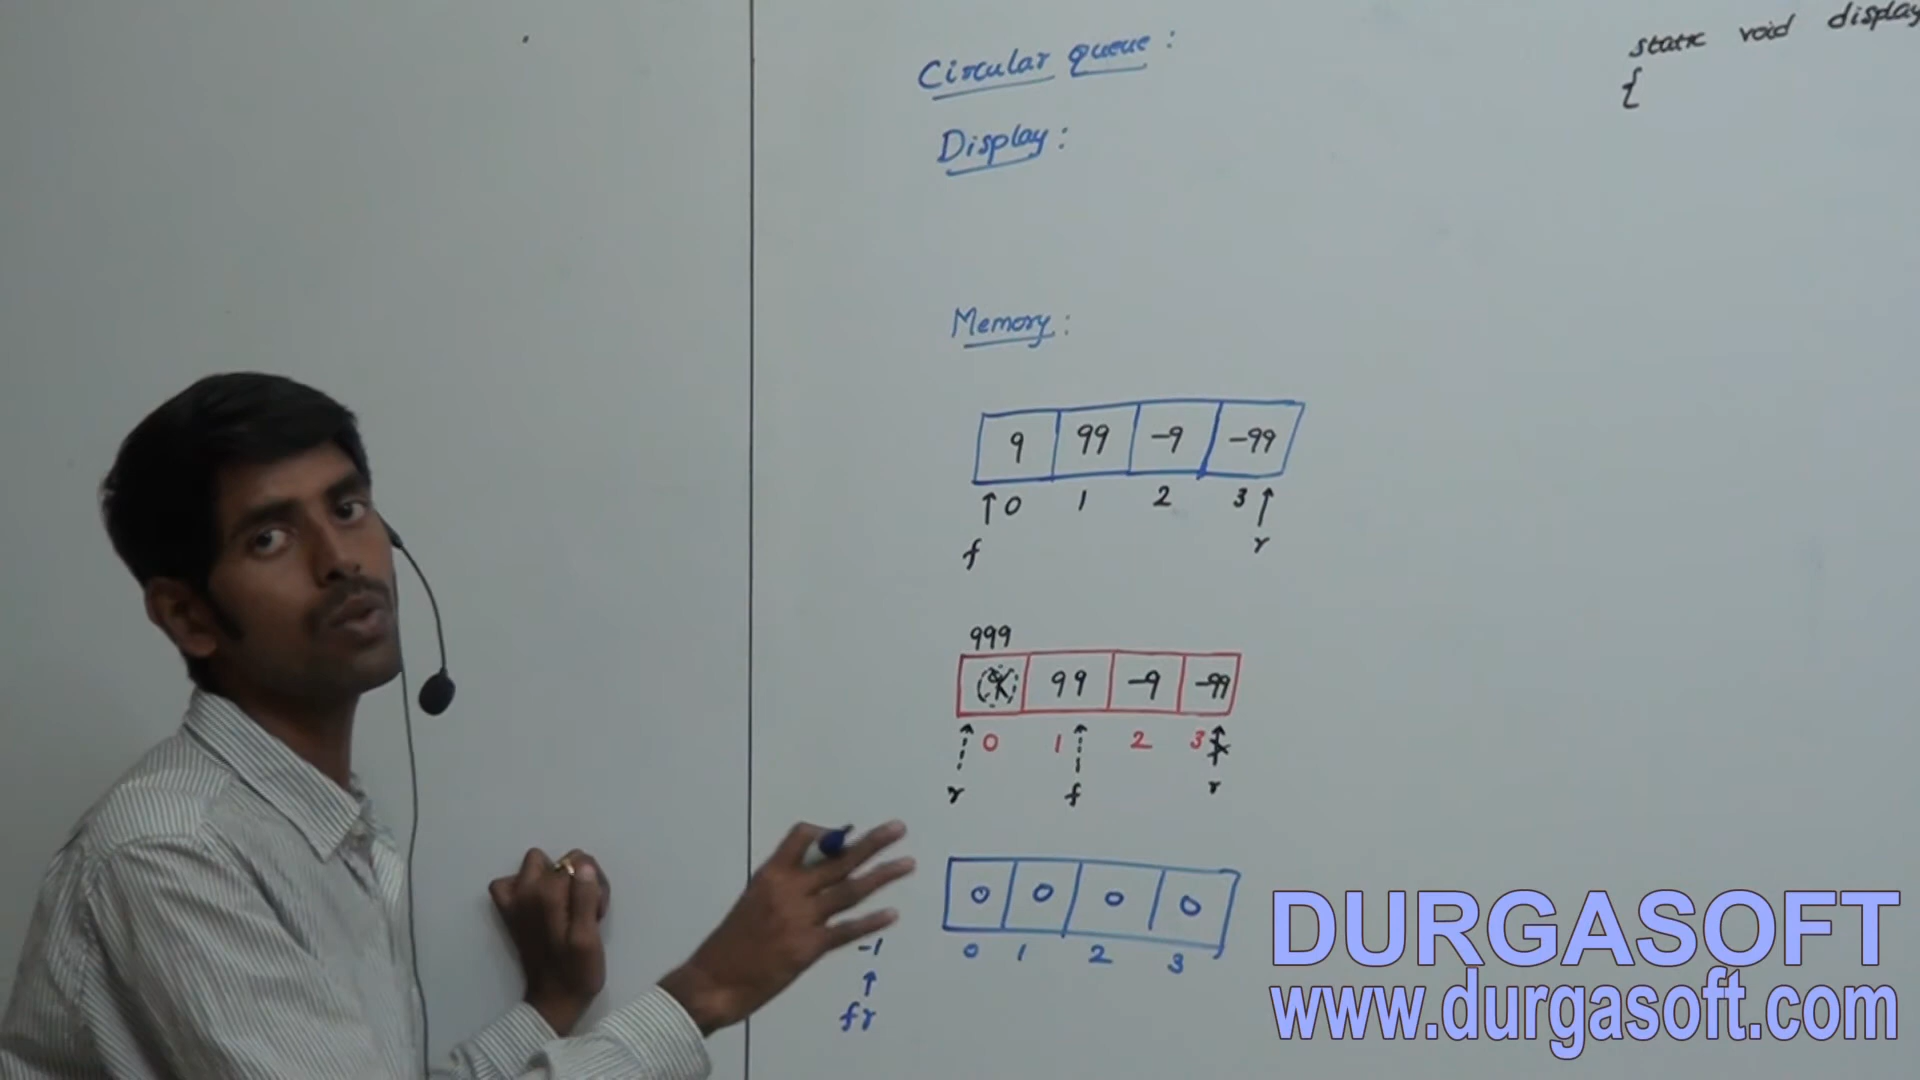 Circular queue :
static void display
{
Display :
Memory :
9 99 -9 -99
0 1 2 3
f r
999
99 -9 -99
0 1 2 3
r f r
0 0 0 0
0 1 2 3
-1
fr
DURGASOFT
www.durgasoft.com